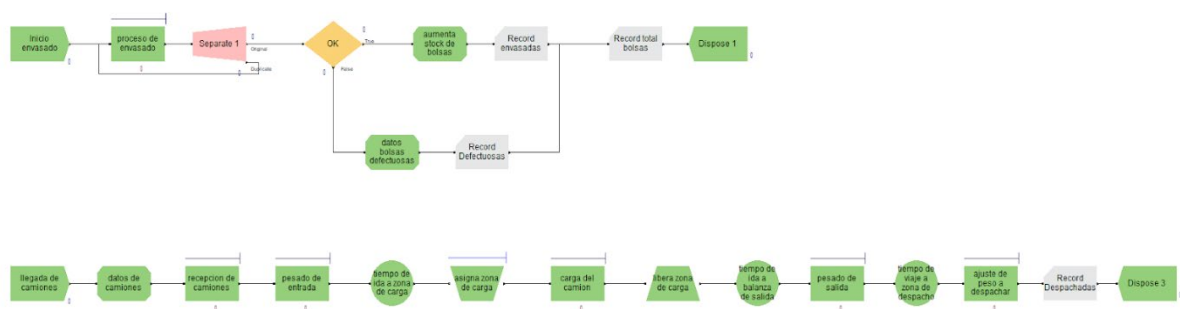 Inicio
envasado
proceso de
envasado
Separate 1
Original
Duplicate
OK
True
False
aumenta
stock de
bolsas
Record
envasadas
Record total
bolsas
Dispose 1
datos
bolsas
defectuosas
Record
Defectuosas
llegada de
camiones
datos de
camiones
recepcion de
camiones
pesado de
entrada
tiempo de
ida a zona
de carga
asigna zona
de carga
carga del
camion
libera zona
de carga
tiempo de
ida a
balanza
de salida
pesado de
salida
tiempo de
viaje a
zona de
despacho
ajuste de
peso a
despachar
Record
Despachadas
Dispose 3